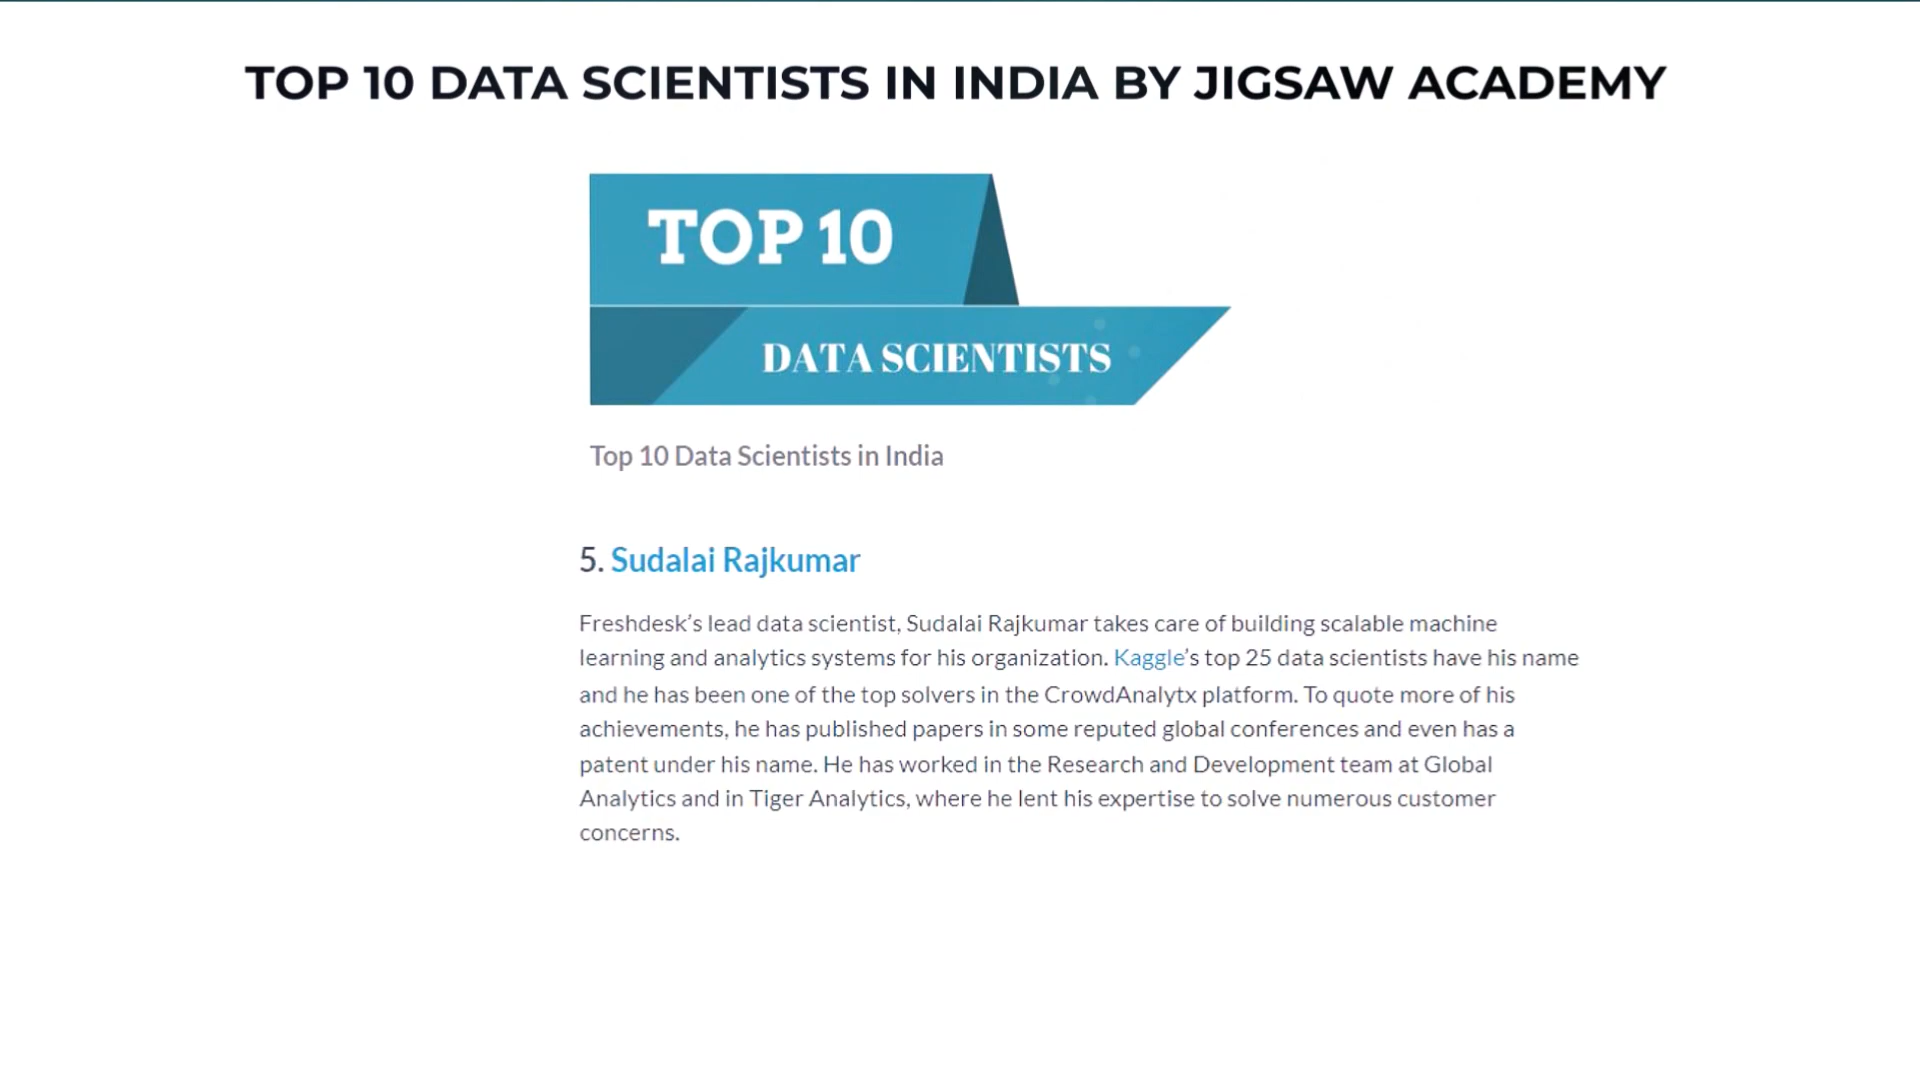 TOP 10 DATA SCIENTISTS IN INDIA BY JIGSAW ACADEMY
TOP 10
DATA SCIENTISTS
Top 10 Data Scientists in India
5. Sudalai Rajkumar
Freshdesk’s lead data scientist, Sudalai Rajkumar takes care of building scalable machine
learning and analytics systems for his organization. Kaggle’s top 25 data scientists have his name
and he has been one of the top solvers in the CrowdAnalytx platform. To quote more of his
achievements, he has published papers in some reputed global conferences and even has a
patent under his name. He has worked in the Research and Development team at Global
Analytics and in Tiger Analytics, where he lent his expertise to solve numerous customer
concerns.